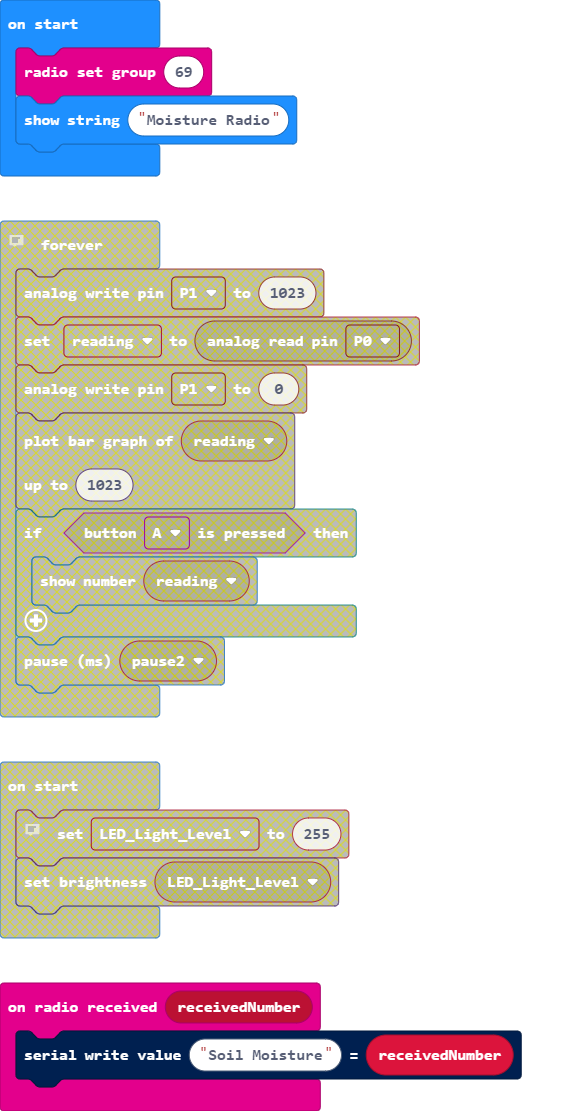 on start
radio set group 69
show string "Moisture Radio"
forever
analog write pin P1 to 1023
set reading to analog read pin P0
analog write pin P1 to 0
plot bar graph of reading
up to 1023
if button A is pressed then
show number reading
pause (ms) pause2
on start
set LED_Light_Level to 255
set brightness LED_Light_Level
on radio received receivedNumber
serial write value "Soil Moisture" = receivedNumber